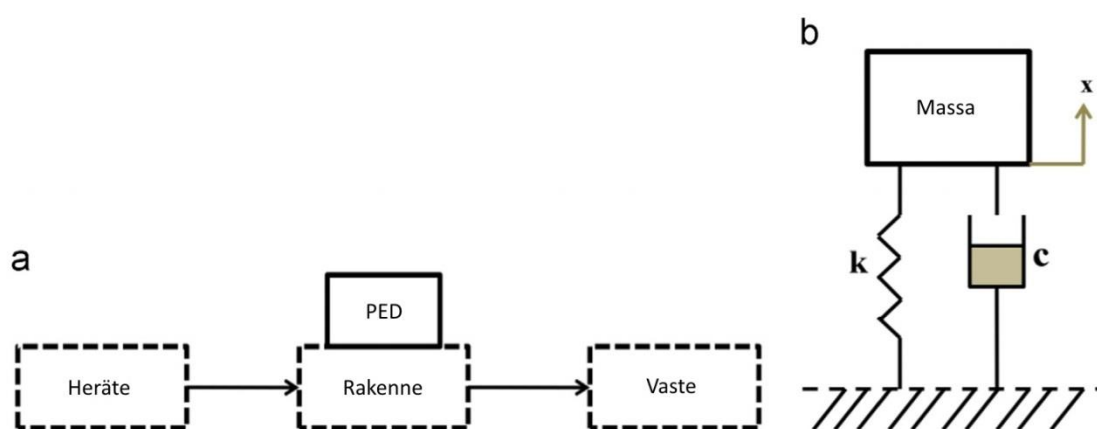 a
PED
Heräte
Rakenne
Vaste
b
Massa
x
k
c